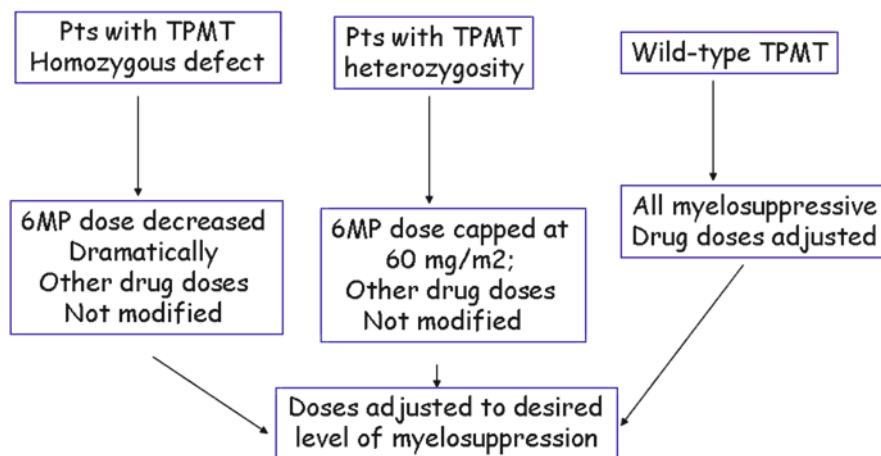 Pts with TPMT
Homozygous defect
Pts with TPMT
heterozygosity
Wild-type TPMT
6MP dose decreased
Dramatically
Other drug doses
Not modified
6MP dose capped at
60 mg/m2;
Other drug doses
Not modified
All myelosuppressive
Drug doses adjusted
Doses adjusted to desired
level of myelosuppression